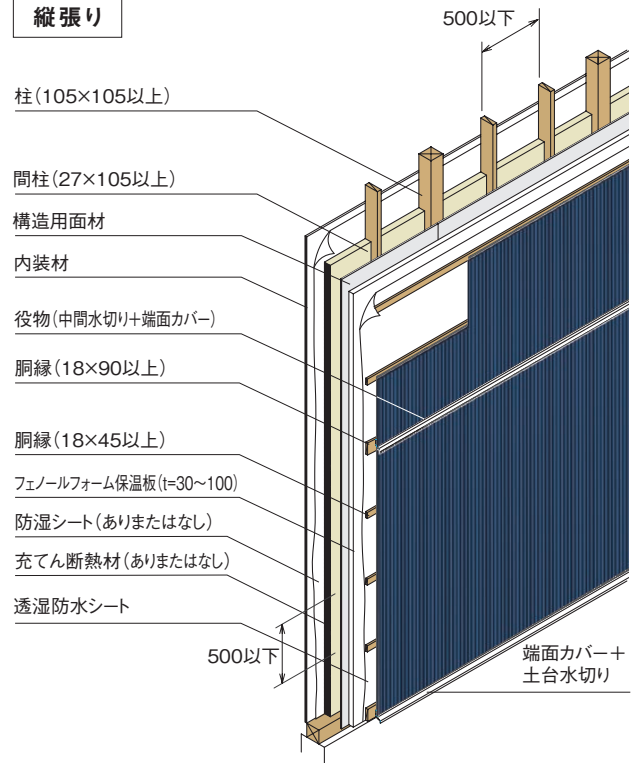 縦張り
500以下
柱(105×105以上)
間柱(27×105以上)
構造用面材
内装材
役物(中間水切り+端面カバー)
胴縁(18×90以上)
胴縁(18×45以上)
フェノールフォーム保温板(t=30~100)
防湿シート(ありまたはなし)
充てん断熱材(ありまたはなし)
透湿防水シート
500以下
端面カバー+
土台水切り